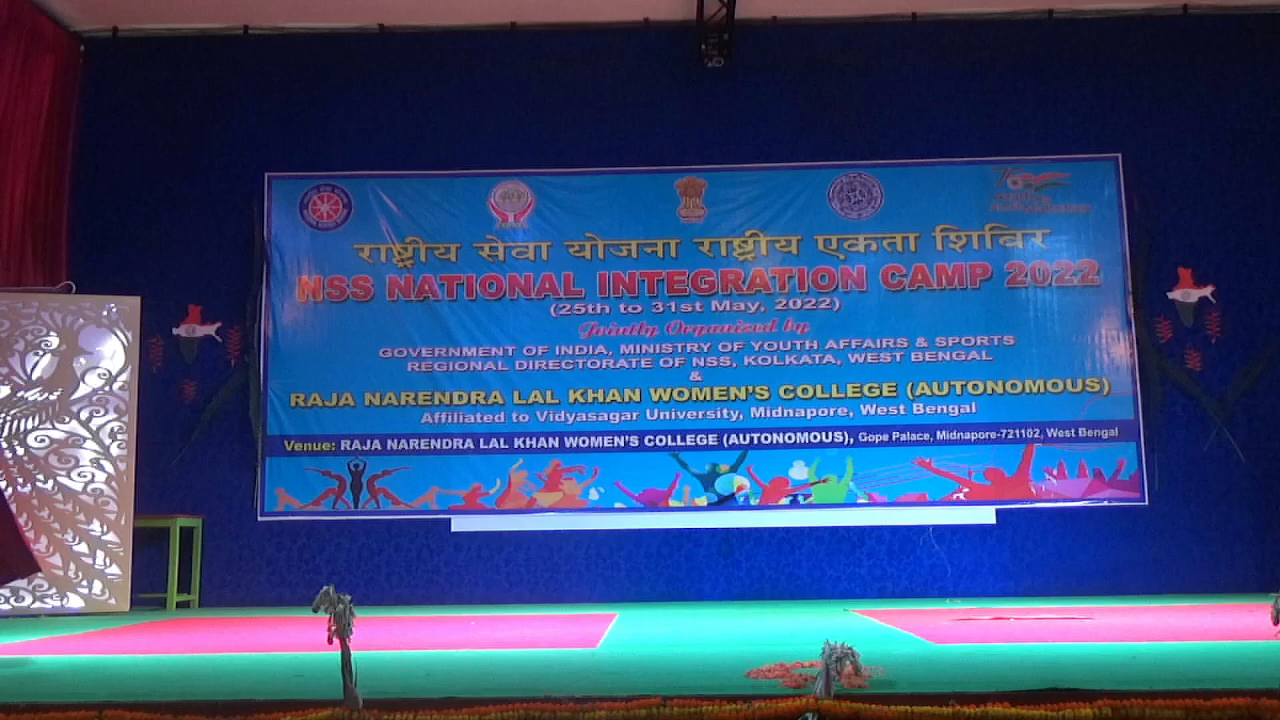 राष्ट्रीय सेवा योजना राष्ट्रीय एकता शिविर
NSS NATIONAL INTEGRATION CAMP 2022
(25th to 31st May, 2022)
Jointly Organized by
GOVERNMENT OF INDIA, MINISTRY OF YOUTH AFFAIRS & SPORTS
REGIONAL DIRECTORATE OF NSS, KOLKATA, WEST BENGAL
&
RAJA NARENDRA LAL KHAN WOMEN'S COLLEGE (AUTONOMOUS)
Affiliated to Vidyasagar University, Midnapore, West Bengal
Venue: RAJA NARENDRA LAL KHAN WOMEN'S COLLEGE (AUTONOMOUS), Gope Palace, Midnapore-721102, West Bengal